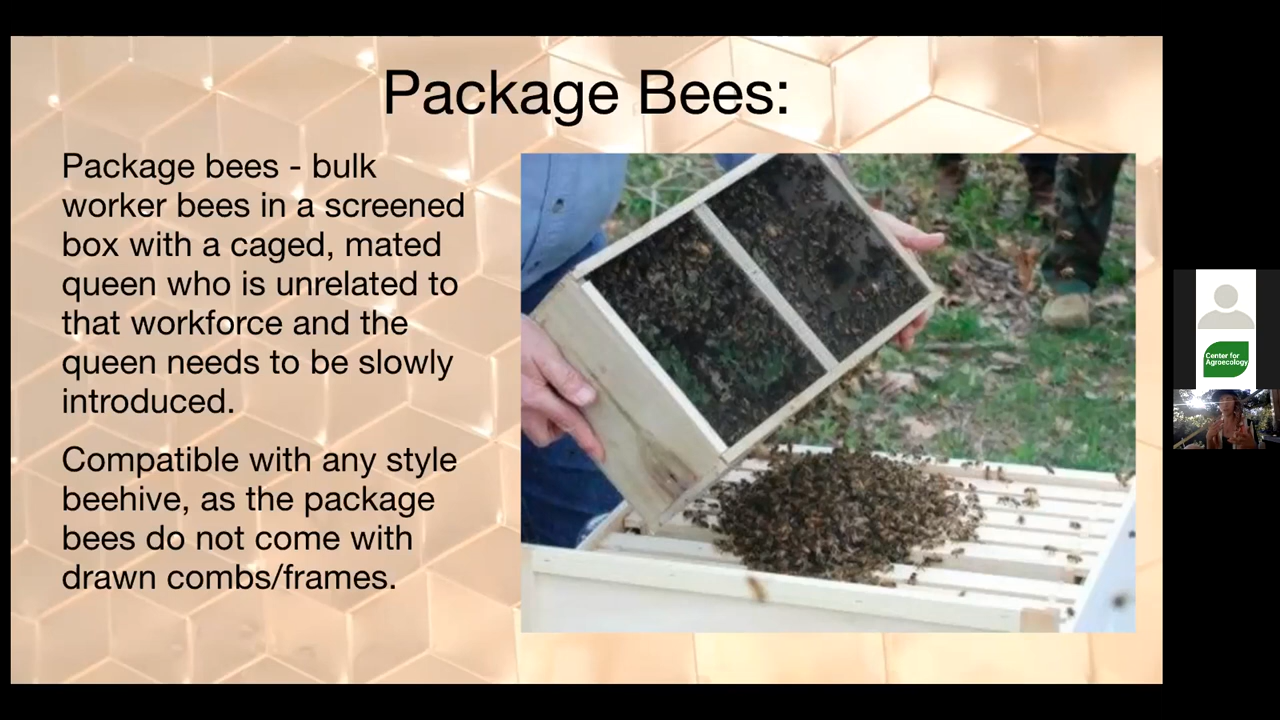 Package Bees:
Package bees - bulk
worker bees in a screened
box with a caged, mated
queen who is unrelated to
that workforce and the
queen needs to be slowly
introduced.
Compatible with any style
beehive, as the package
bees do not come with
drawn combs/frames.
Center for
Agroecology